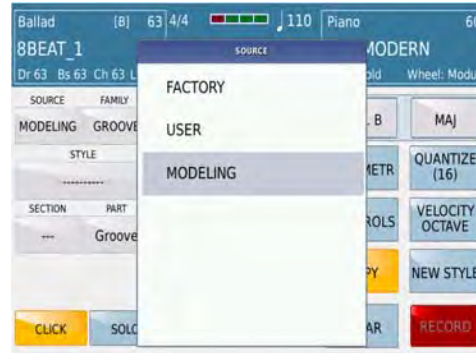 Ballad [B] 63 4/4 110 Piano 60
8BEAT_1 MODERN
Dr 63 Bs 63 Ch 63 L old Wheel: Modu
SOURCE
FACTORY
USER
MODELING
SOURCE FAMILY
MODELING GROOVE
STYLE
----------
SECTION PART
--- Groove
CLICK SOLO
B MAJ
METR QUANTIZE
(16)
ROLS VELOCITY
OCTAVE
PY NEW STYLE
AR RECORD